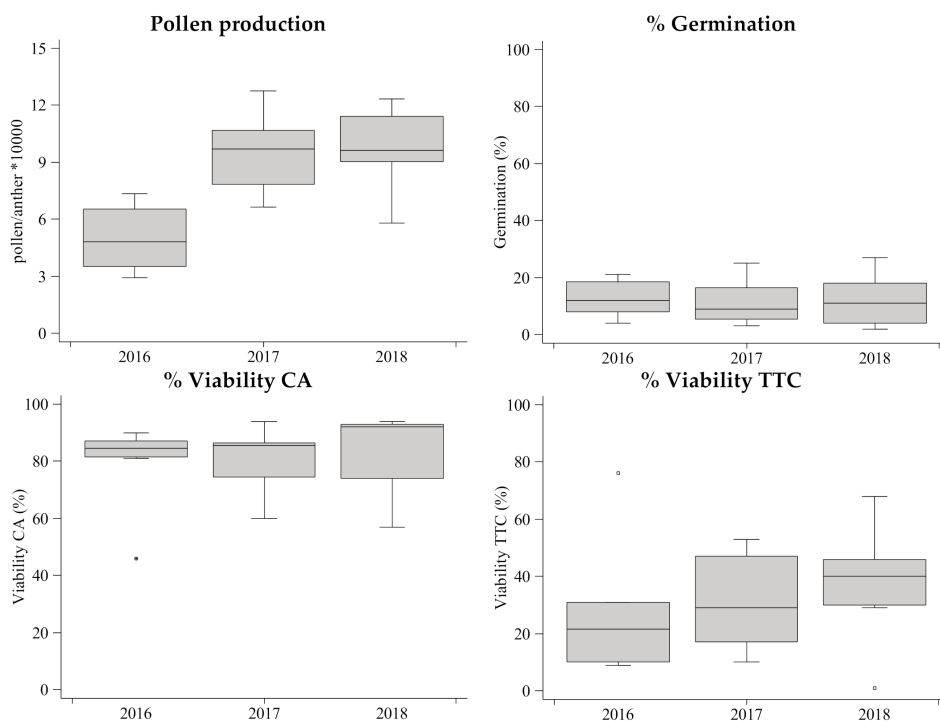 Pollen production
pollen/anther *10000
15
12
9
6
3
0
2016 2017 2018
% Germination
Germination (%)
100
80
60
40
20
0
2016 2017 2018
% Viability CA
Viability CA (%)
100
80
60
40
20
0
2016 2017 2018
% Viability TTC
Viability TTC (%)
100
80
60
40
20
0
2016 2017 2018